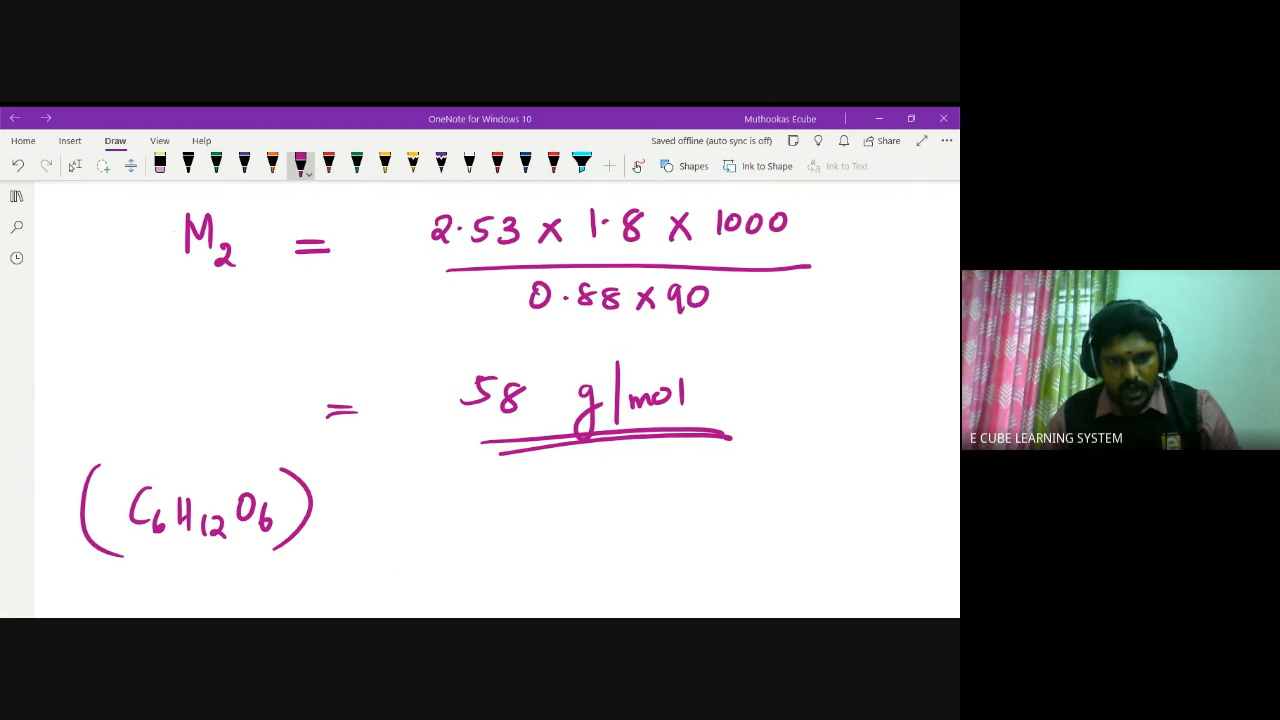 OneNote for Windows 10
Muthookas Ecube
Home Insert Draw View Help
Saved offline (auto sync is off)
Share
Shapes
Ink to Shape
Ink to Text
M₂ = 2.53 x 1.8 x 1000
0.88 x 90
= 58 g/mol
(C₆H₁₂O₆)
E CUBE LEARNING SYSTEM